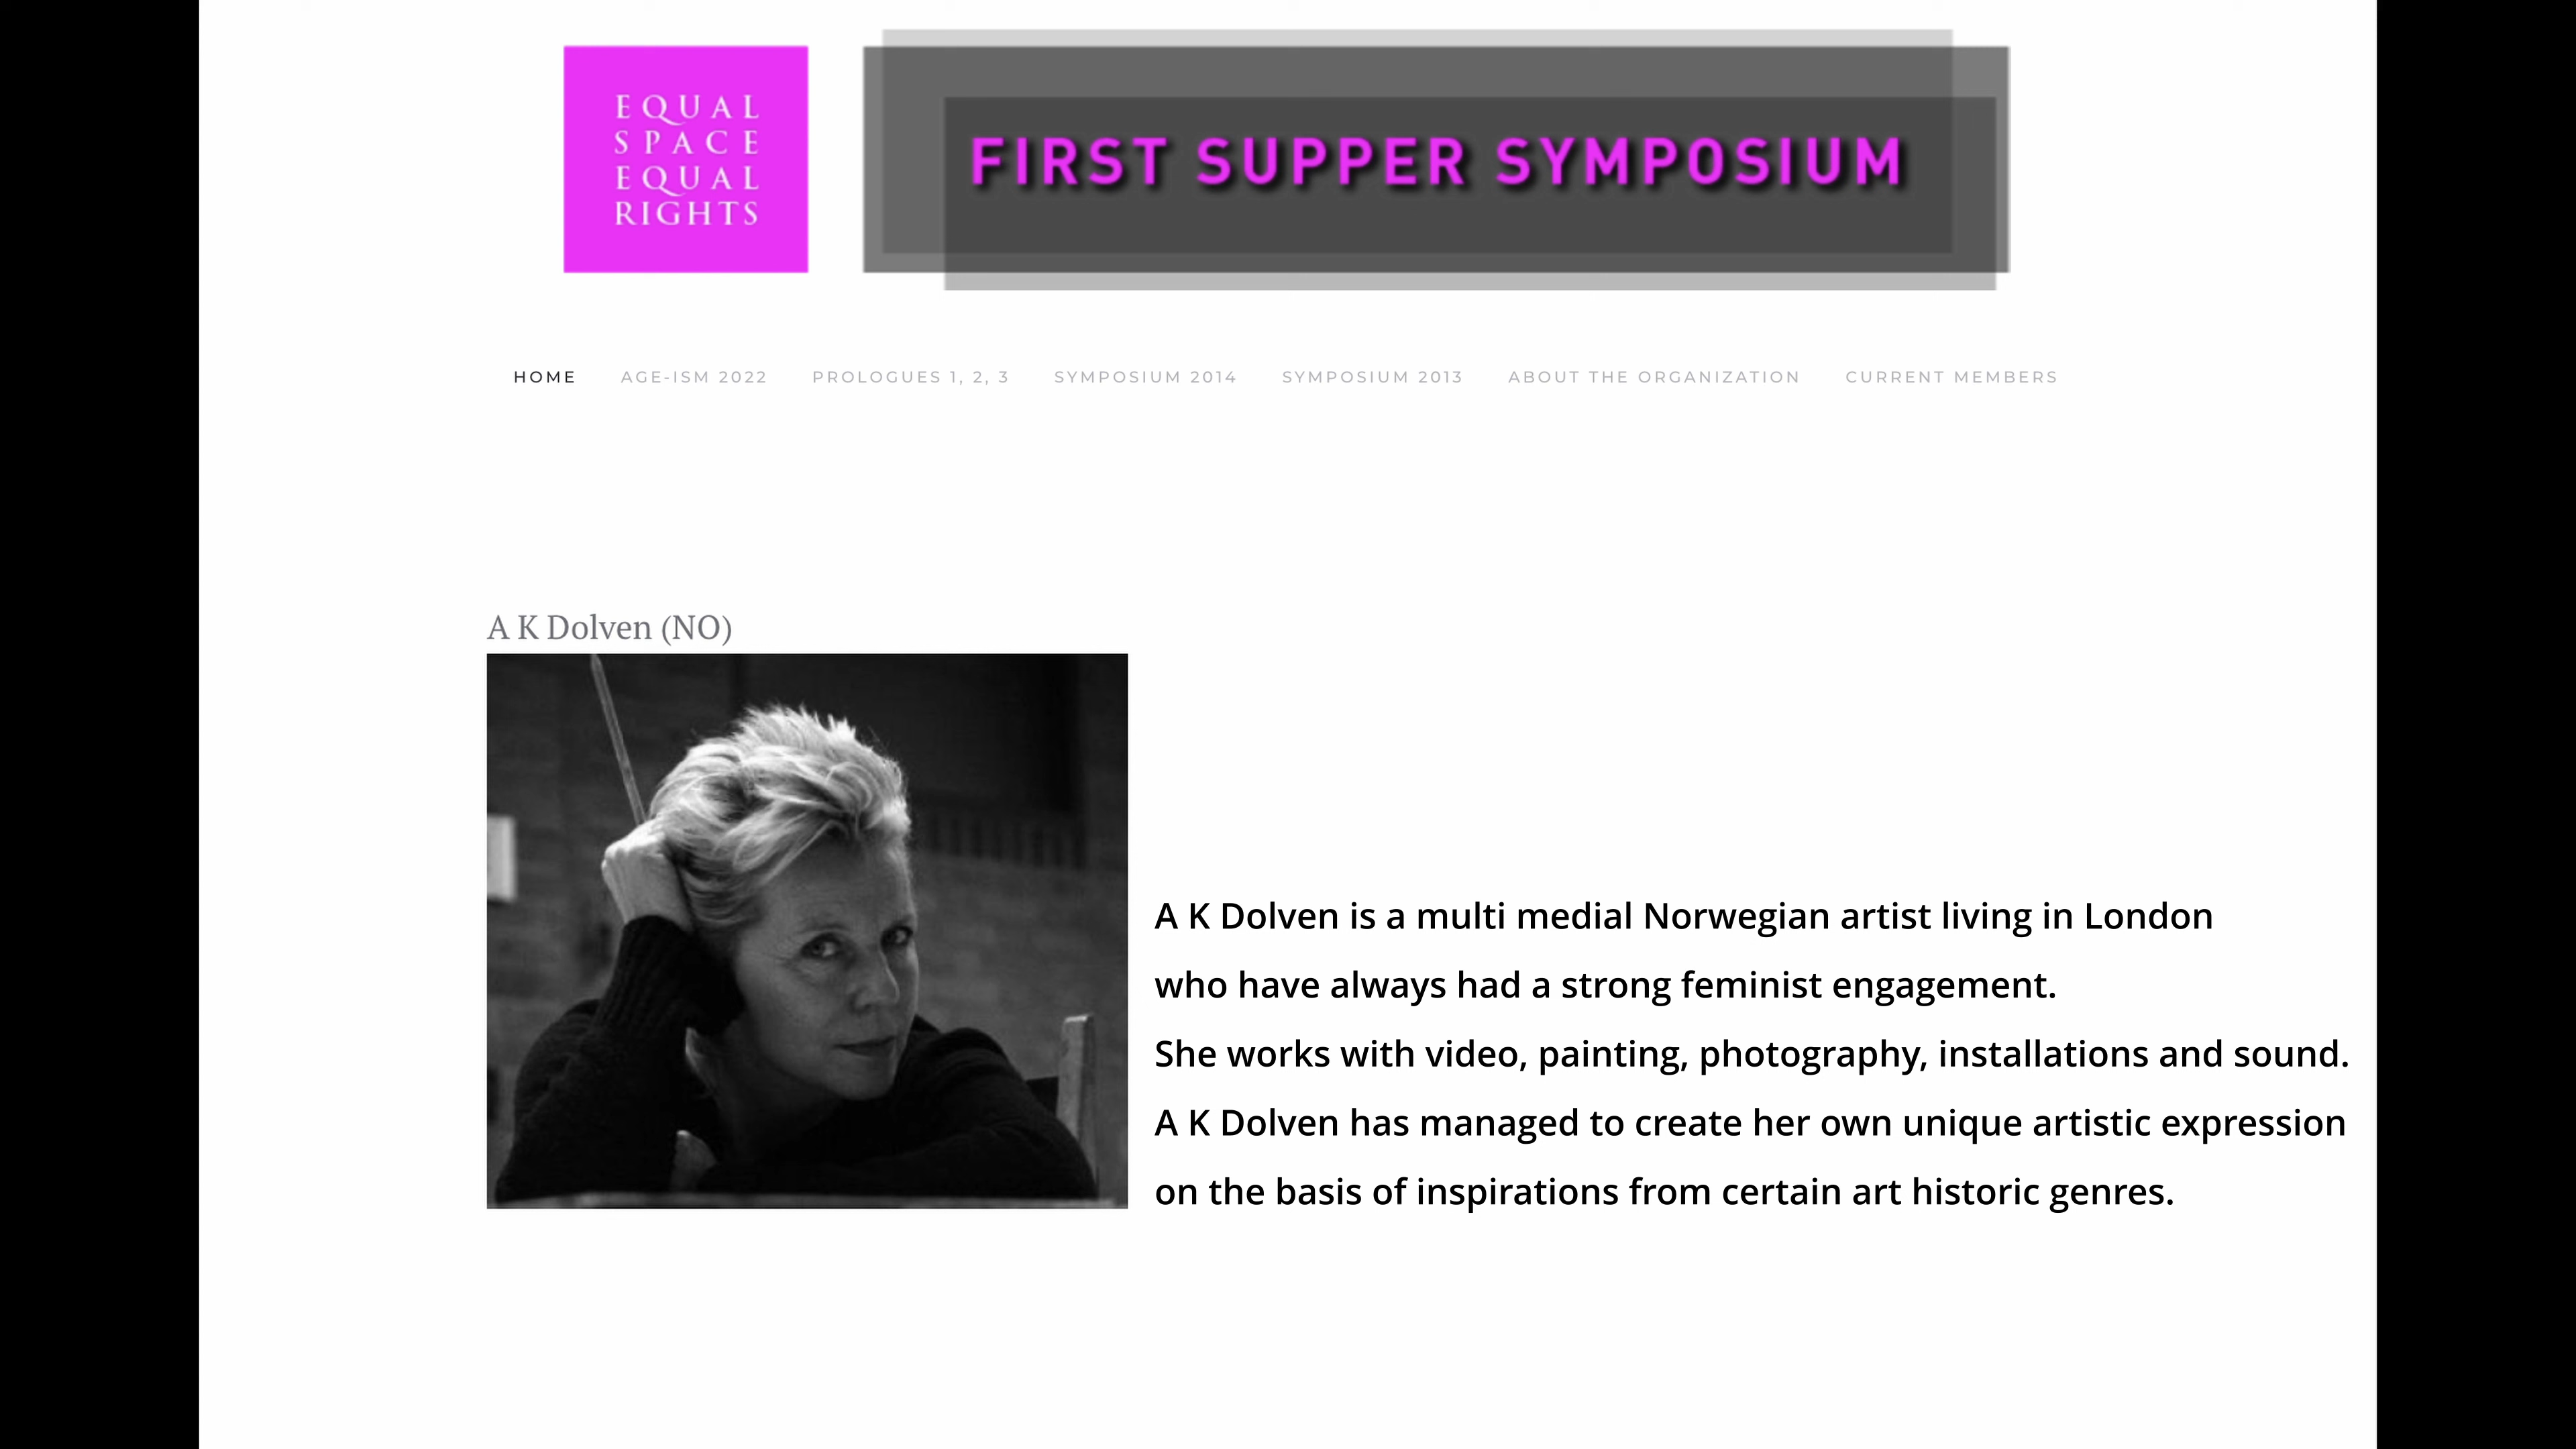 EQUAL
SPACE
EQUAL
RIGHTS
FIRST SUPPER SYMPOSIUM
HOME AGE-ISM 2022 PROLOGUES 1, 2, 3 SYMPOSIUM 2014 SYMPOSIUM 2013 ABOUT THE ORGANIZATION CURRENT MEMBERS
A K Dolven (NO)
A K Dolven is a multi medial Norwegian artist living in London
who have always had a strong feminist engagement.
She works with video, painting, photography, installations and sound.
A K Dolven has managed to create her own unique artistic expression
on the basis of inspirations from certain art historic genres.